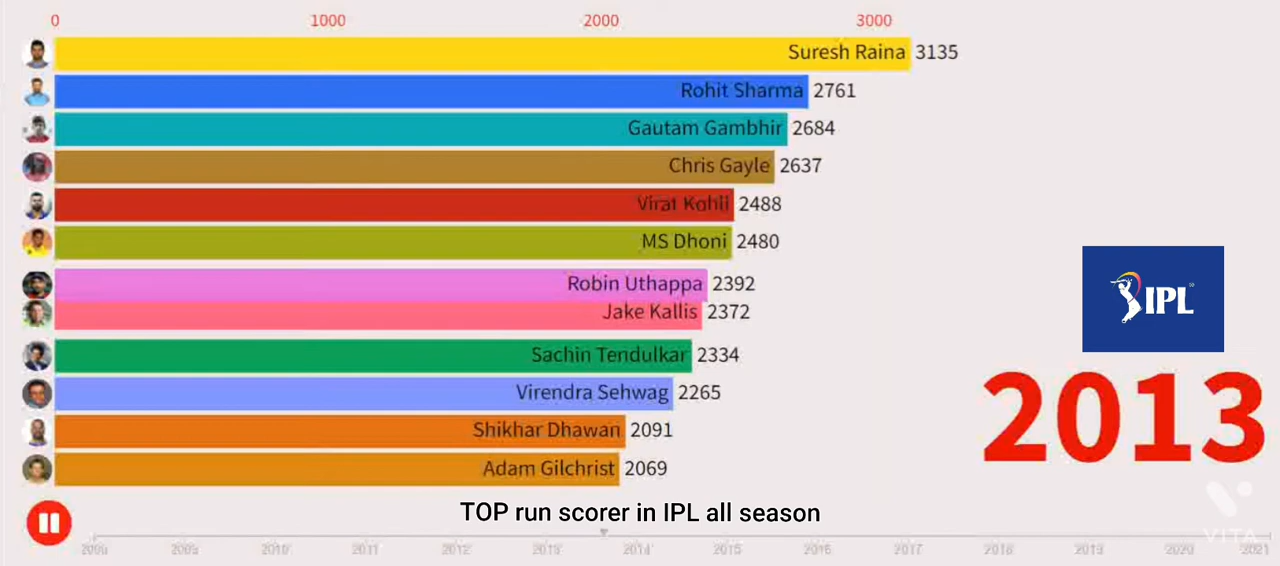 0 1000 2000 3000
Suresh Raina 3135
Rohit Sharma 2761
Gautam Gambhir 2684
Chris Gayle 2637
Virat Kohli 2488
MS Dhoni 2480
Robin Uthappa 2392
Jake Kallis 2372
Sachin Tendulkar 2334
Virendra Sehwag 2265
Shikhar Dhawan 2091
Adam Gilchrist 2069
IPL
2013
TOP run scorer in IPL all season
VITA
2014 2015 2016 2017 2018 2019 2020 2021